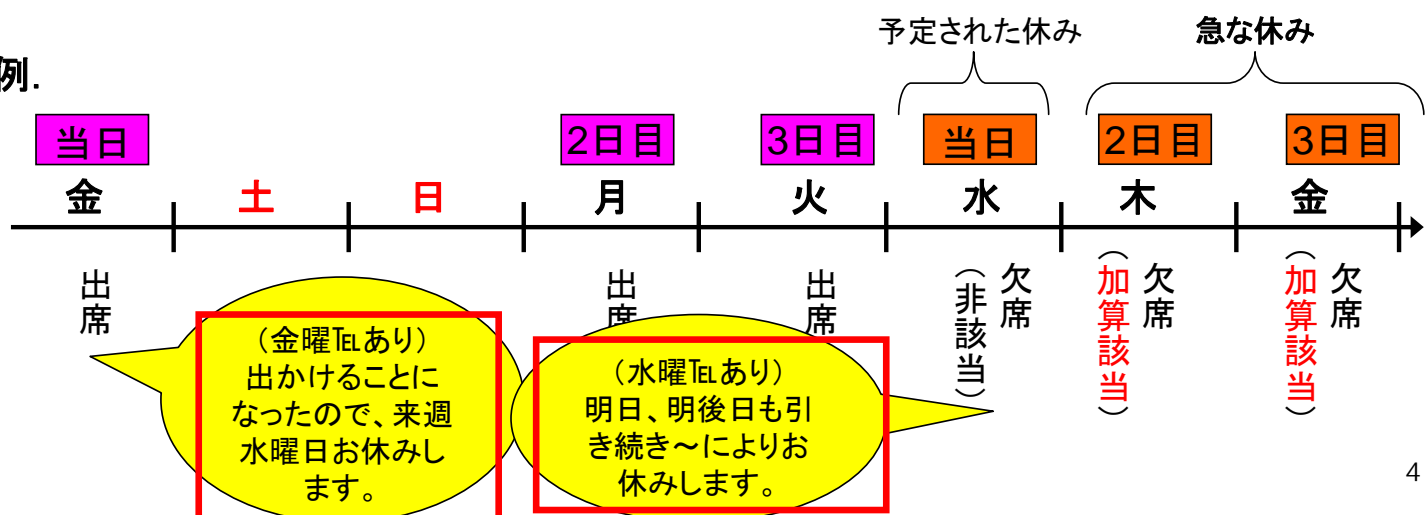 予定された休み 急な休み
例.
当日 2日目 3日目 当日 2日目 3日目
金 土 日 月 火 水 木 金
出席
出席
出席
欠席
（非該当）
欠席
（加算該当）
欠席
（加算該当）
（金曜℡あり）
出かけることに
なったので、来週
水曜日お休みし
ます。
（水曜℡あり）
明日、明後日も引
き続き～によりお
休みします。
4